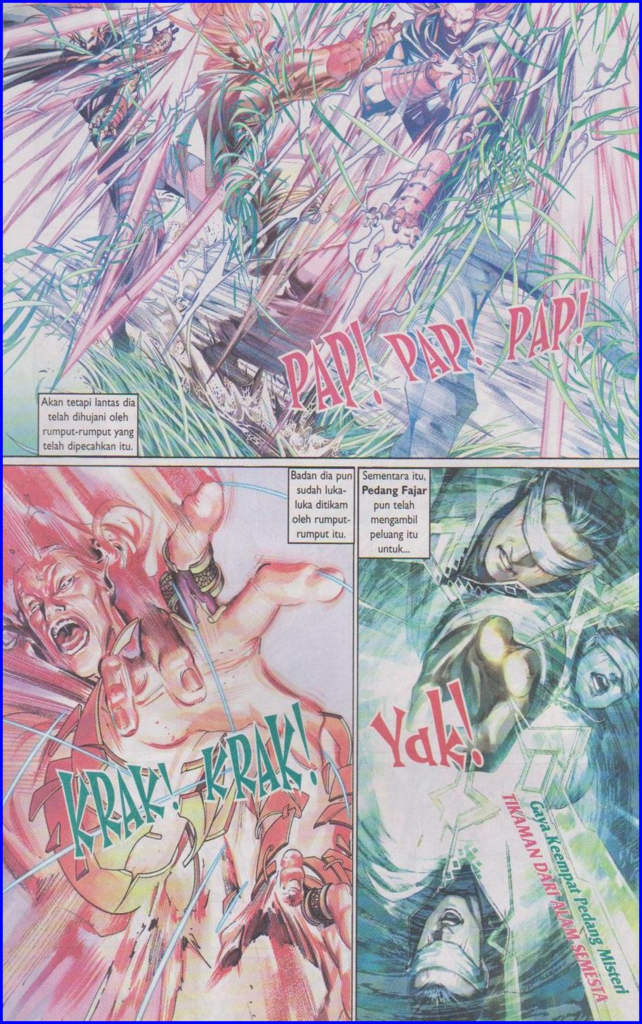 PAP! PAP! PAP!
Akan tetapi lantas dia
telah dihujani oleh
rumput-rumput yang
telah dipecahkan itu.
Badan dia pun
sudah luka-
luka ditikam
oleh rumput-
rumput itu.
KRAK! KRAK!
Sementara itu,
Pedang Fajar
pun telah
mengambil
peluang itu
untuk...
Yak!
Gaya Keempat Pedang Misteri
TIKAMAN DARI ALAM SEMESTA